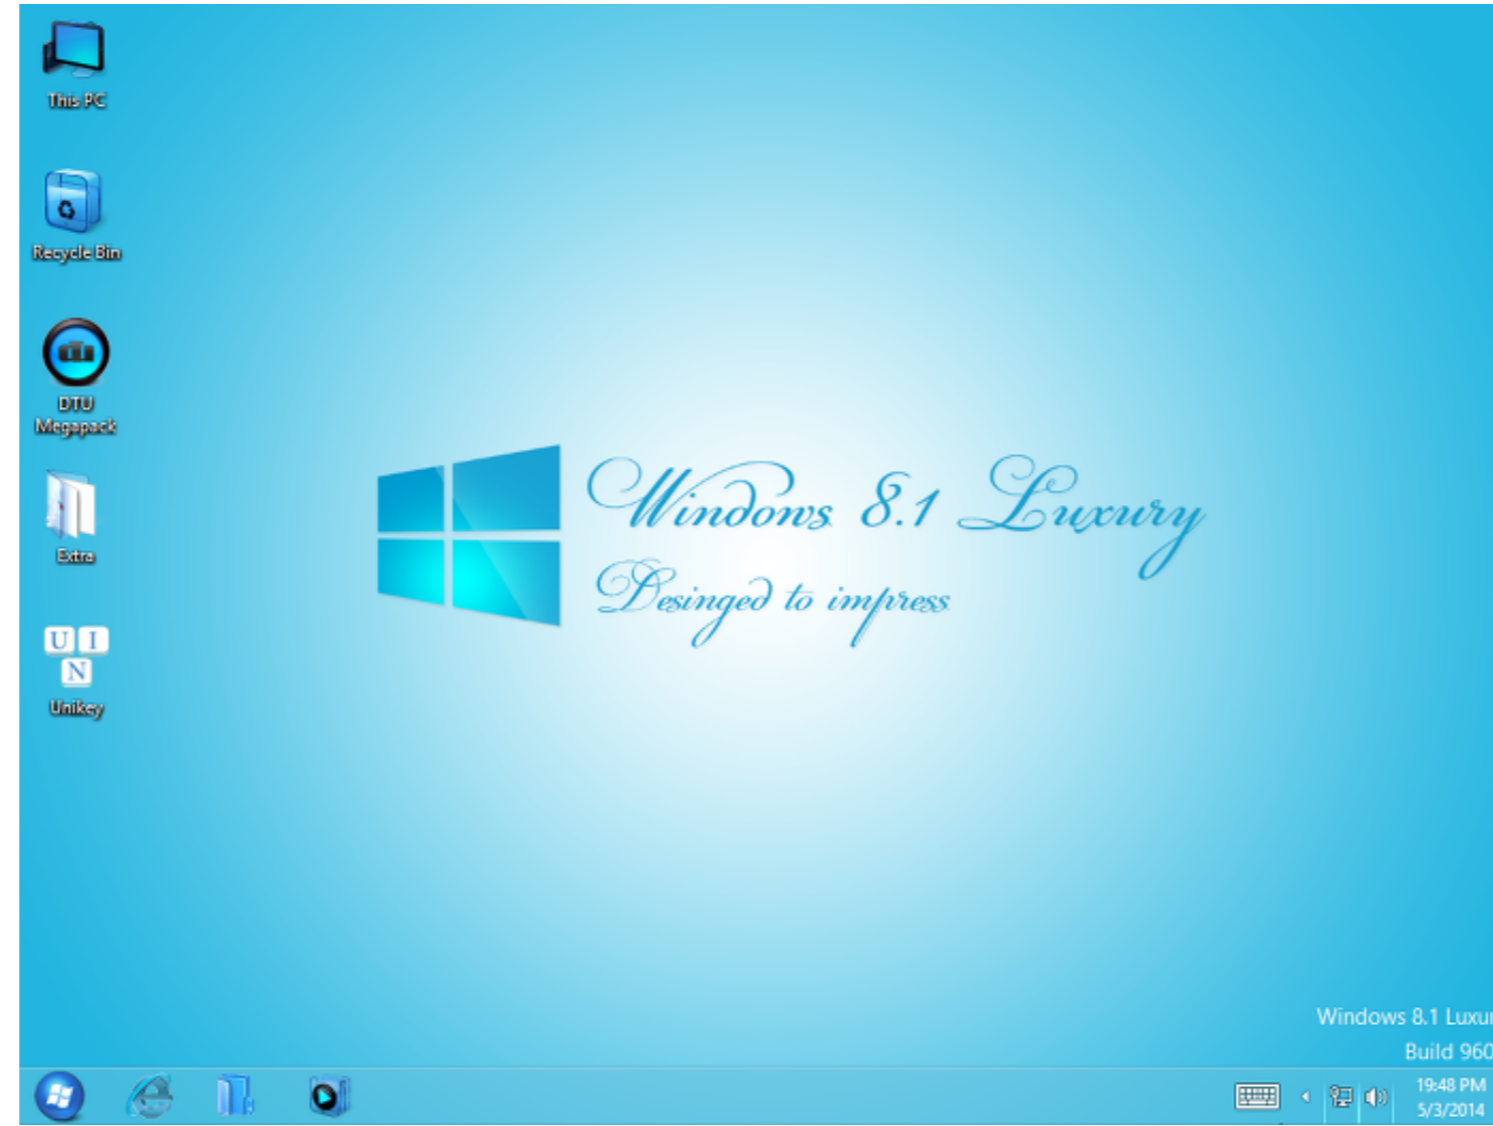 This PC
Recycle Bin
DTU
Megapack
Extra
U I
N
Unikey
Windows 8.1 Luxury
Desinged to impress
Windows 8.1 Luxur
Build 960
19:48 PM
5/3/2014